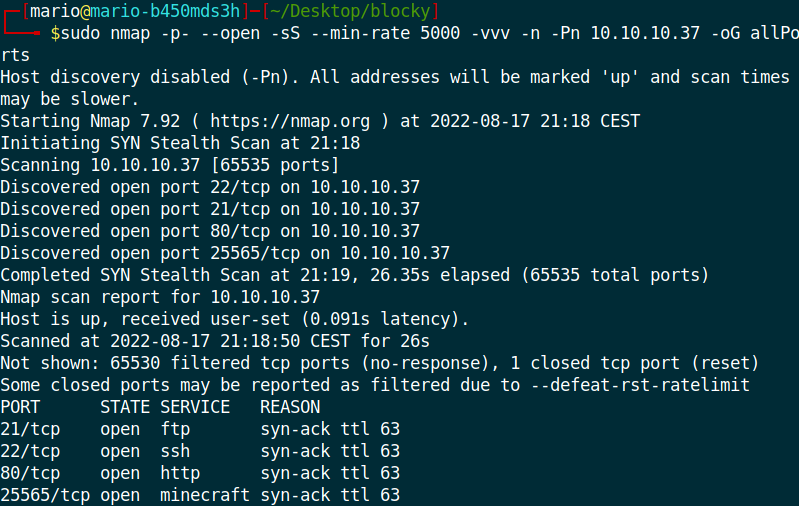 ┌─[mario@mario-b450mds3h]─[~/Desktop/blocky]
└──╼ $sudo nmap -p- --open -sS --min-rate 5000 -vvv -n -Pn 10.10.10.37 -oG allPo
rts
Host discovery disabled (-Pn). All addresses will be marked 'up' and scan times
may be slower.
Starting Nmap 7.92 ( https://nmap.org ) at 2022-08-17 21:18 CEST
Initiating SYN Stealth Scan at 21:18
Scanning 10.10.10.37 [65535 ports]
Discovered open port 22/tcp on 10.10.10.37
Discovered open port 21/tcp on 10.10.10.37
Discovered open port 80/tcp on 10.10.10.37
Discovered open port 25565/tcp on 10.10.10.37
Completed SYN Stealth Scan at 21:19, 26.35s elapsed (65535 total ports)
Nmap scan report for 10.10.10.37
Host is up, received user-set (0.091s latency).
Scanned at 2022-08-17 21:18:50 CEST for 26s
Not shown: 65530 filtered tcp ports (no-response), 1 closed tcp port (reset)
Some closed ports may be reported as filtered due to --defeat-rst-ratelimit
PORT      STATE SERVICE   REASON
21/tcp    open  ftp       syn-ack ttl 63
22/tcp    open  ssh       syn-ack ttl 63
80/tcp    open  http      syn-ack ttl 63
25565/tcp open  minecraft syn-ack ttl 63